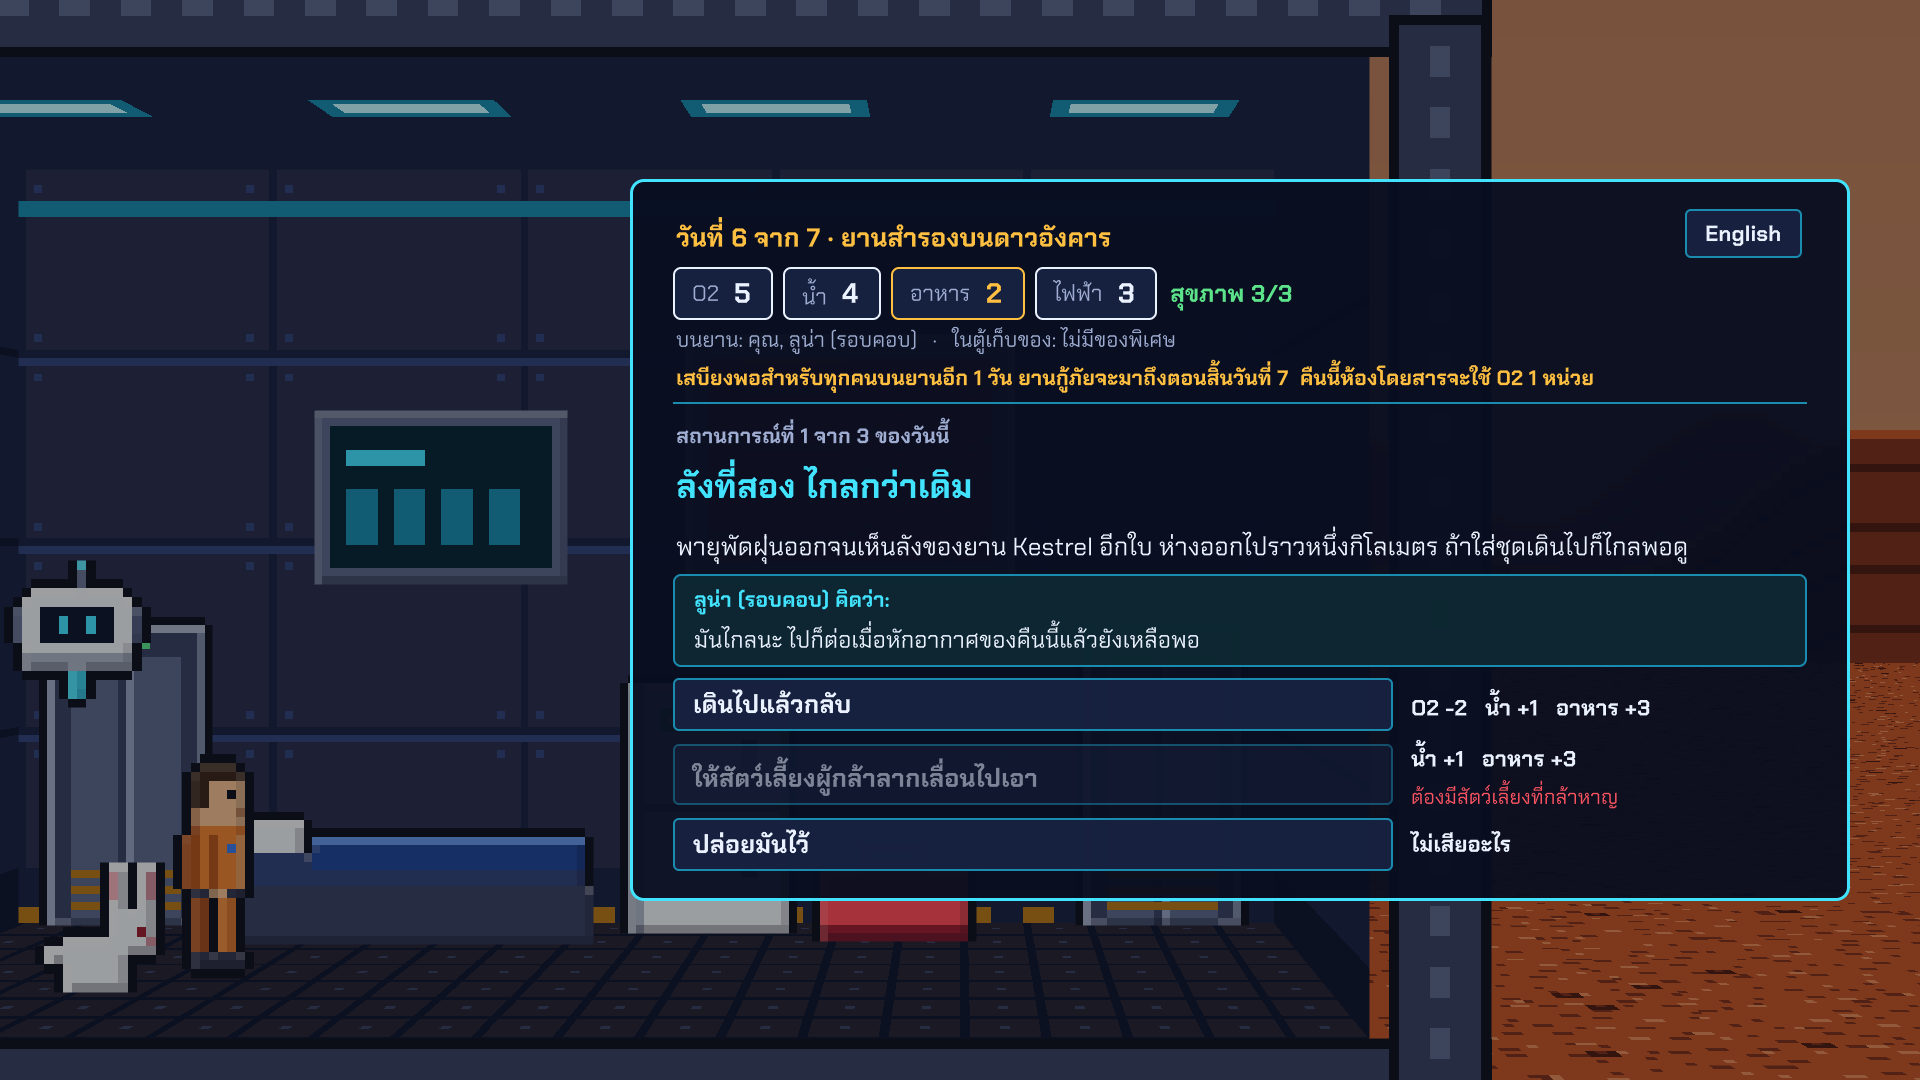 วันที่ 6 จาก 7 · ยานสำรองบนดาวอังคาร
English
O2 5 น้ำ 4 อาหาร 2 ไฟฟ้า 3 สุขภาพ 3/3
บนยาน: คุณ, ลูน่า (รอบคอบ) · ในตู้เก็บของ: ไม่มีของพิเศษ
เสบียงพอสำหรับทุกคนบนยานอีก 1 วัน ยานกู้ภัยจะมาถึงตอนสิ้นวันที่ 7 คืนนี้ห้องโดยสารจะใช้ O2 1 หน่วย
สถานการณ์ที่ 1 จาก 3 ของวันนี้
ลังที่สอง ไกลกว่าเดิม
พายุพัดฝุ่นออกจนเห็นลังของยาน Kestrel อีกใบ ห่างออกไปราวหนึ่งกิโลเมตร ถ้าใส่ชุดเดินไปก็ไกลพอดู
ลูน่า (รอบคอบ) คิดว่า:
มันไกลนะ ไปก็ต่อเมื่อหักอากาศของคืนนี้แล้วยังเหลือพอ
เดินไปแล้วกลับ O2 -2 น้ำ +1 อาหาร +3
ให้สัตว์เลี้ยงผู้กล้าลากเลื่อนไปเอา น้ำ +1 อาหาร +3
ต้องมีสัตว์เลี้ยงที่กล้าหาญ
ปล่อยมันไว้ ไม่เสียอะไร